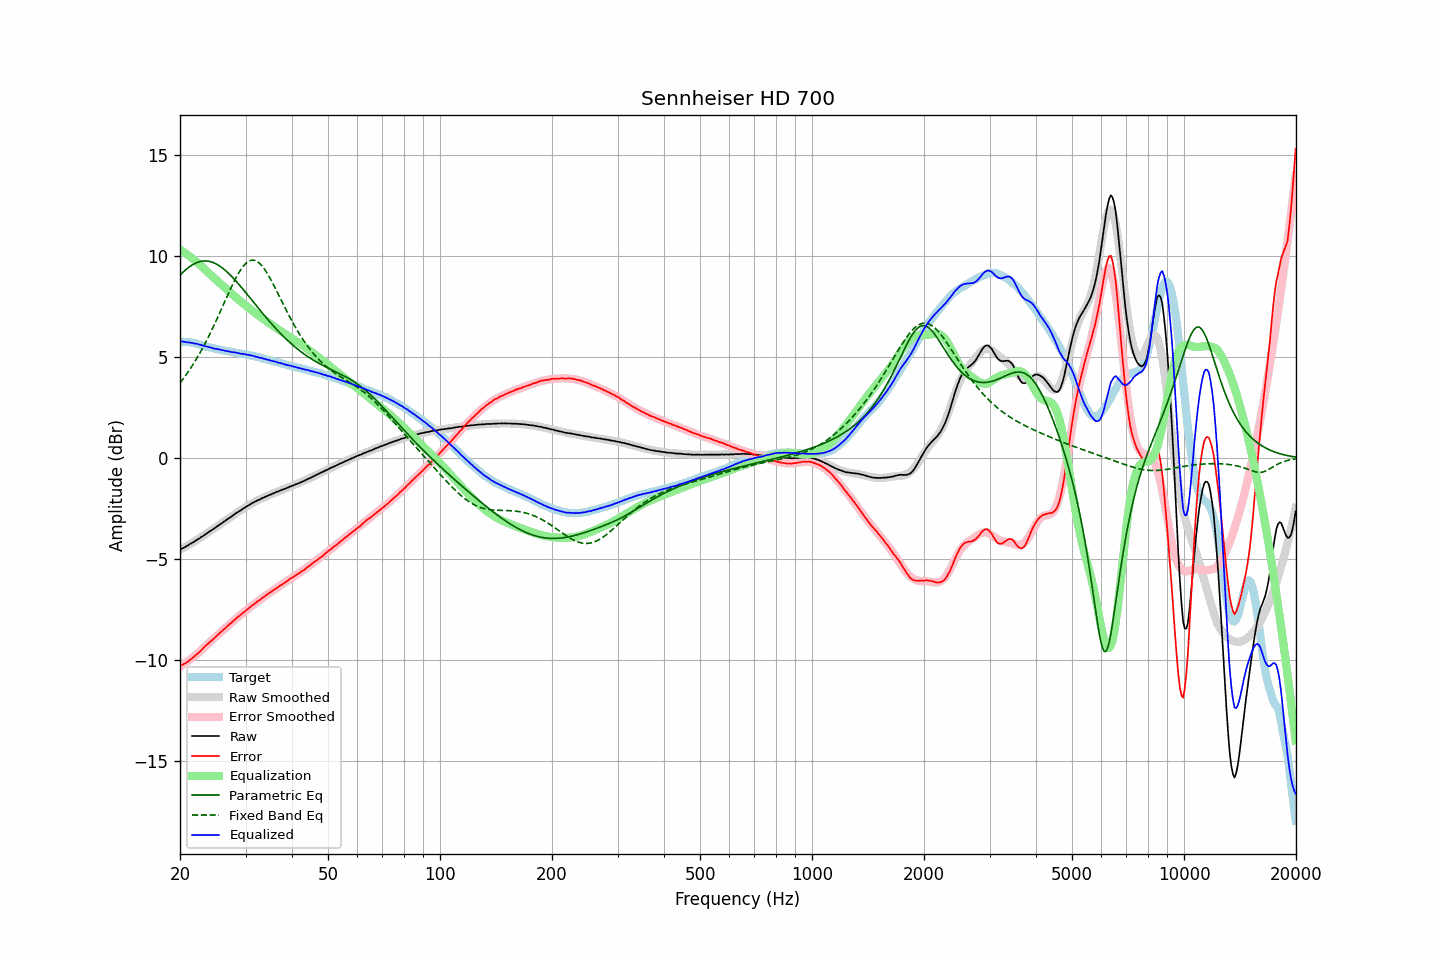 Sennheiser HD 700
Amplitude (dBr)
15
10
5
0
−5
−10
−15
Target
Raw Smoothed
Error Smoothed
Raw
Error
Equalization
Parametric Eq
Fixed Band Eq
Equalized
20
50
100
200
500
1000
2000
5000
10000
20000
Frequency (Hz)